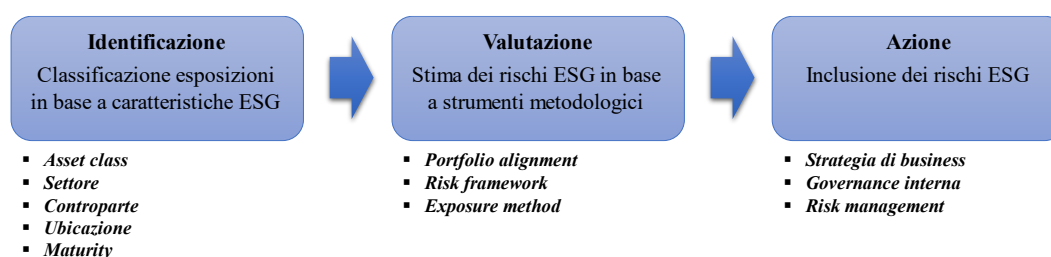 Identificazione
Classificazione esposizioni
in base a caratteristiche ESG
▪ Asset class
▪ Settore
▪ Controparte
▪ Ubicazione
▪ Maturity
Valutazione
Stima dei rischi ESG in base
a strumenti metodologici
▪ Portfolio alignment
▪ Risk framework
▪ Exposure method
Azione
Inclusione dei rischi ESG
▪ Strategia di business
▪ Governance interna
▪ Risk management